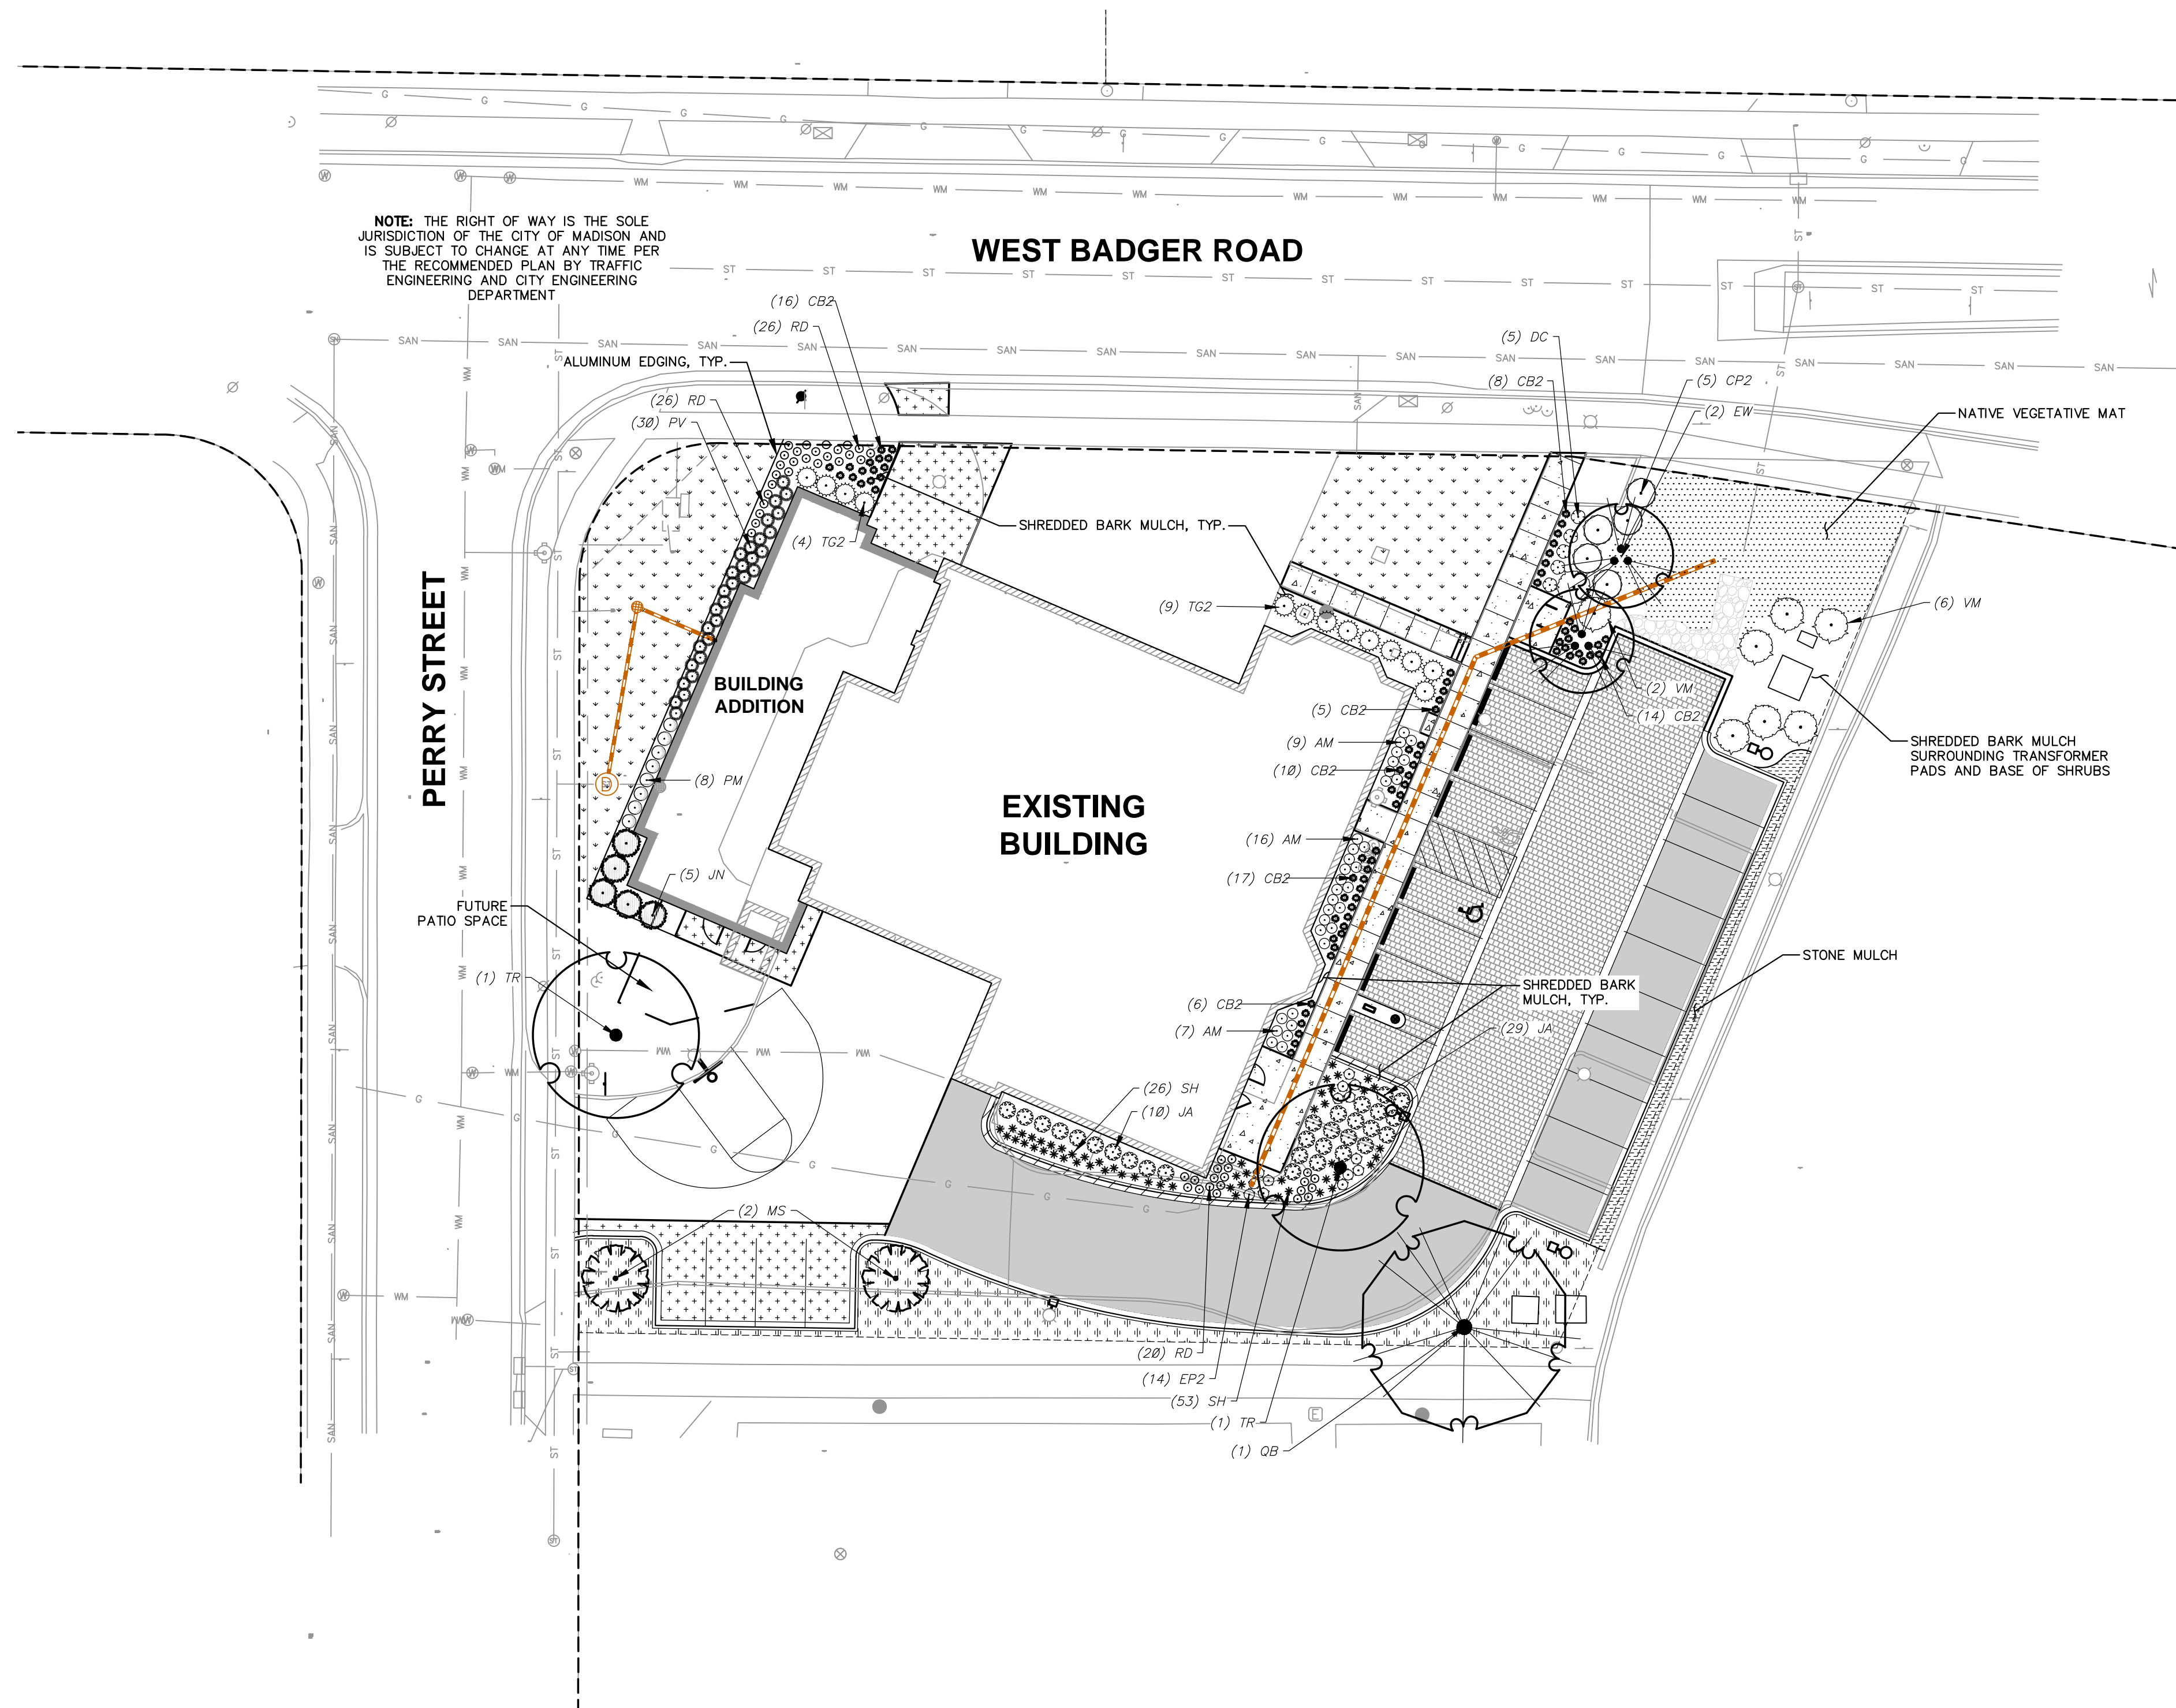 NOTE: THE RIGHT OF WAY IS THE SOLE
JURISDICTION OF THE CITY OF MADISON AND
IS SUBJECT TO CHANGE AT ANY TIME PER
THE RECOMMENDED PLAN BY TRAFFIC
ENGINEERING AND CITY ENGINEERING
DEPARTMENT
WEST BADGER ROAD
(16) CB2
(26) RD
ALUMINUM EDGING, TYP.
(26) RD
(30) PV
(5) DC
(8) CB2
(5) CP2
(2) EW
NATIVE VEGETATIVE MAT
SHREDDED BARK MULCH, TYP.
(4) TG2
(9) TG2
(6) VM
PERRY STREET
BUILDING
ADDITION
(2) VM
(14) CB2
(5) CB2
(9) AM
(10) CB2
SHREDDED BARK MULCH
SURROUNDING TRANSFORMER
PADS AND BASE OF SHRUBS
(8) PM
EXISTING
BUILDING
(16) AM
(17) CB2
(5) JN
FUTURE
PATIO SPACE
(1) TR
STONE MULCH
SHREDDED BARK
MULCH, TYP.
(6) CB2
(7) AM
(29) JA
(26) SH
(10) JA
(2) MS
(20) RD
(14) EP2
(53) SH
(1) TR
(1) QB
G
WM
ST
SAN
W
E